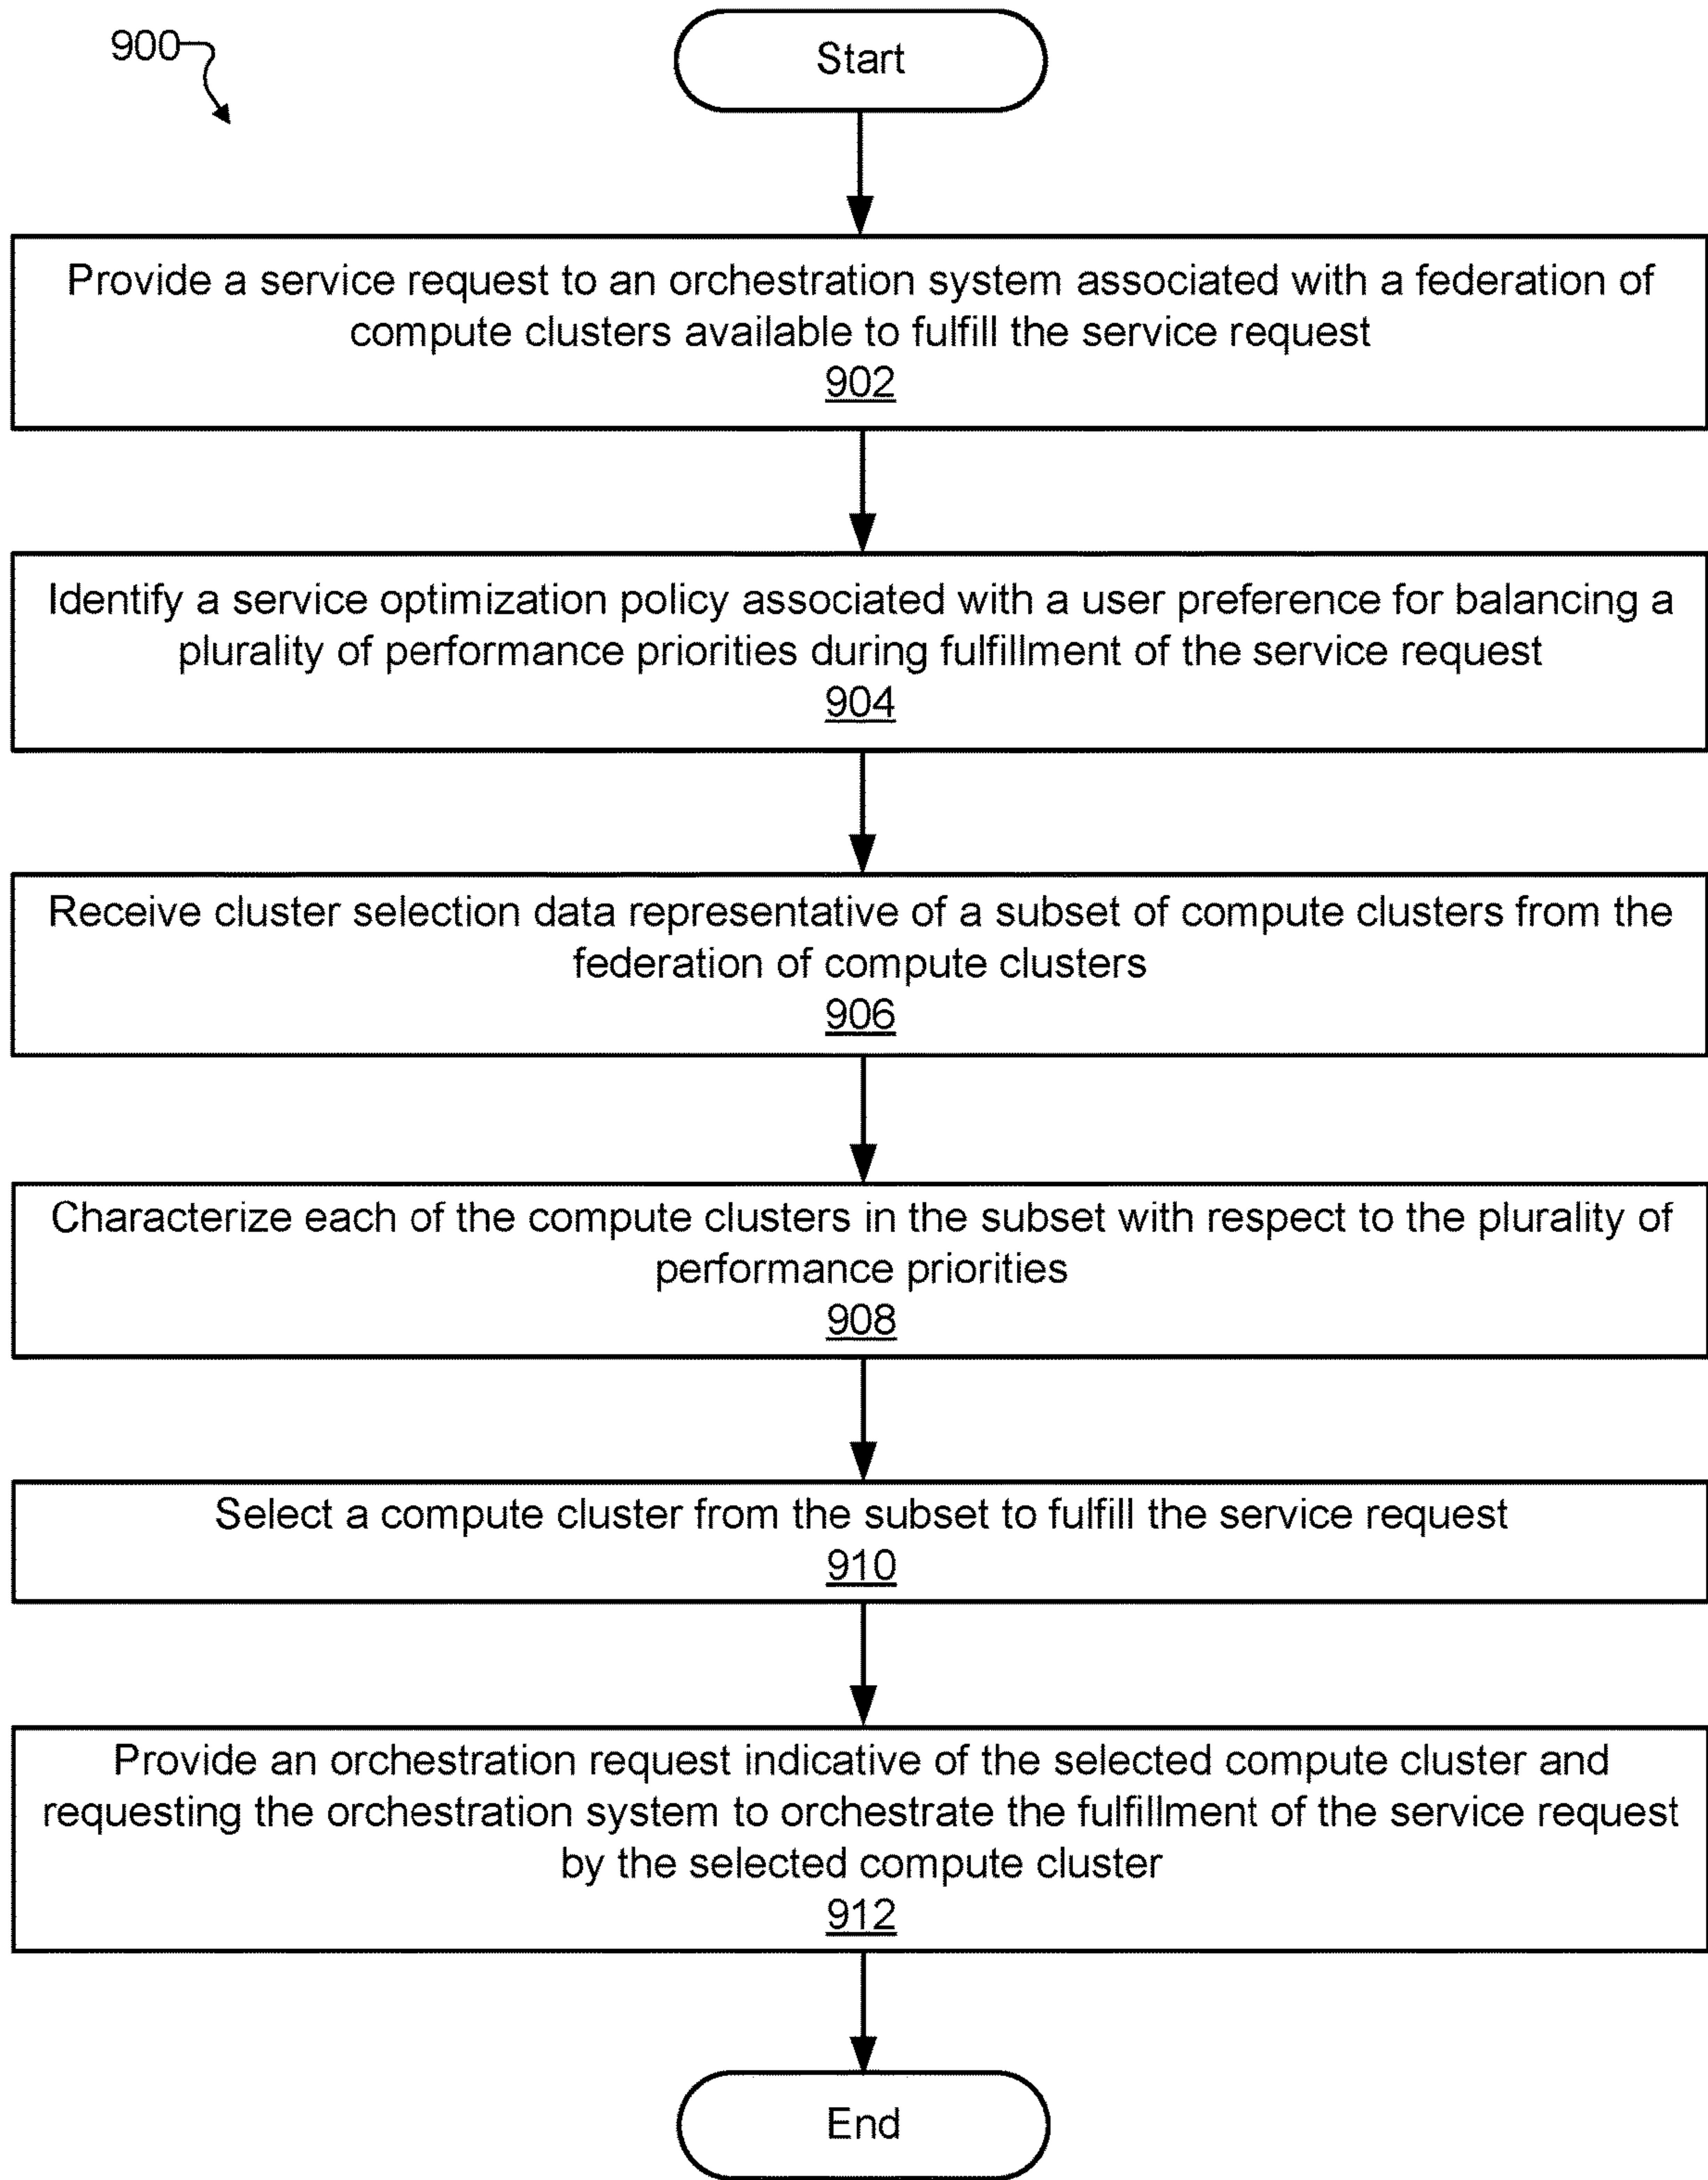 900
Start
Provide a service request to an orchestration system associated with a federation of
compute clusters available to fulfill the service request
902
Identify a service optimization policy associated with a user preference for balancing a
plurality of performance priorities during fulfillment of the service request
904
Receive cluster selection data representative of a subset of compute clusters from the
federation of compute clusters
906
Characterize each of the compute clusters in the subset with respect to the plurality of
performance priorities
908
Select a compute cluster from the subset to fulfill the service request
910
Provide an orchestration request indicative of the selected compute cluster and
requesting the orchestration system to orchestrate the fulfillment of the service request
by the selected compute cluster
912
End